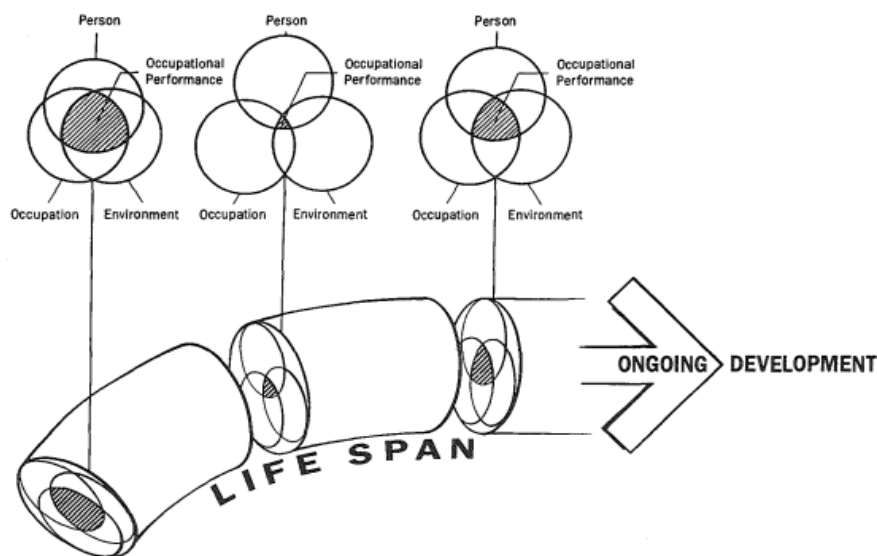 Person
Occupational
Performance
Occupation
Environment
Person
Occupational
Performance
Occupation
Environment
Person
Occupational
Performance
Occupation
Environment
ONGOING DEVELOPMENT
LIFE SPAN